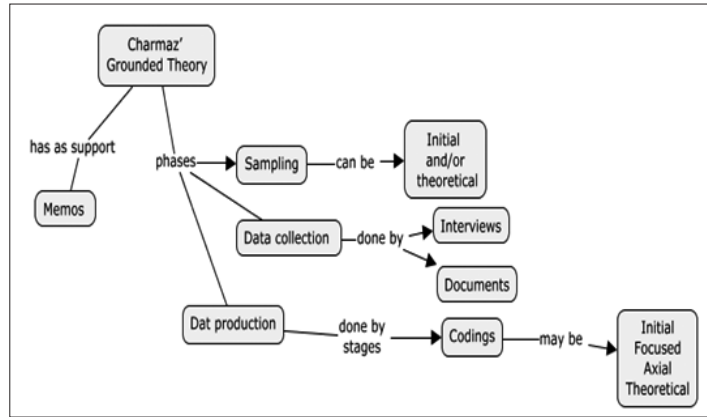 Charmaz'
Grounded Theory
has as support
Memos
phases
Sampling
can be
Initial
and/or
theoretical
Data collection
done by
Interviews
Documents
Dat production
done by
stages
Codings
may be
Initial
Focused
Axial
Theoretical